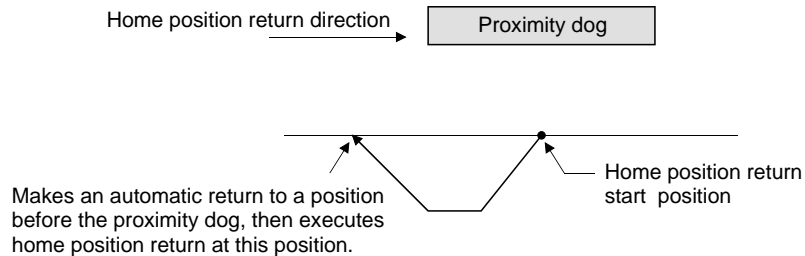 Home position return direction
Proximity dog
Home position return
start position
Makes an automatic return to a position
before the proximity dog, then executes
home position return at this position.